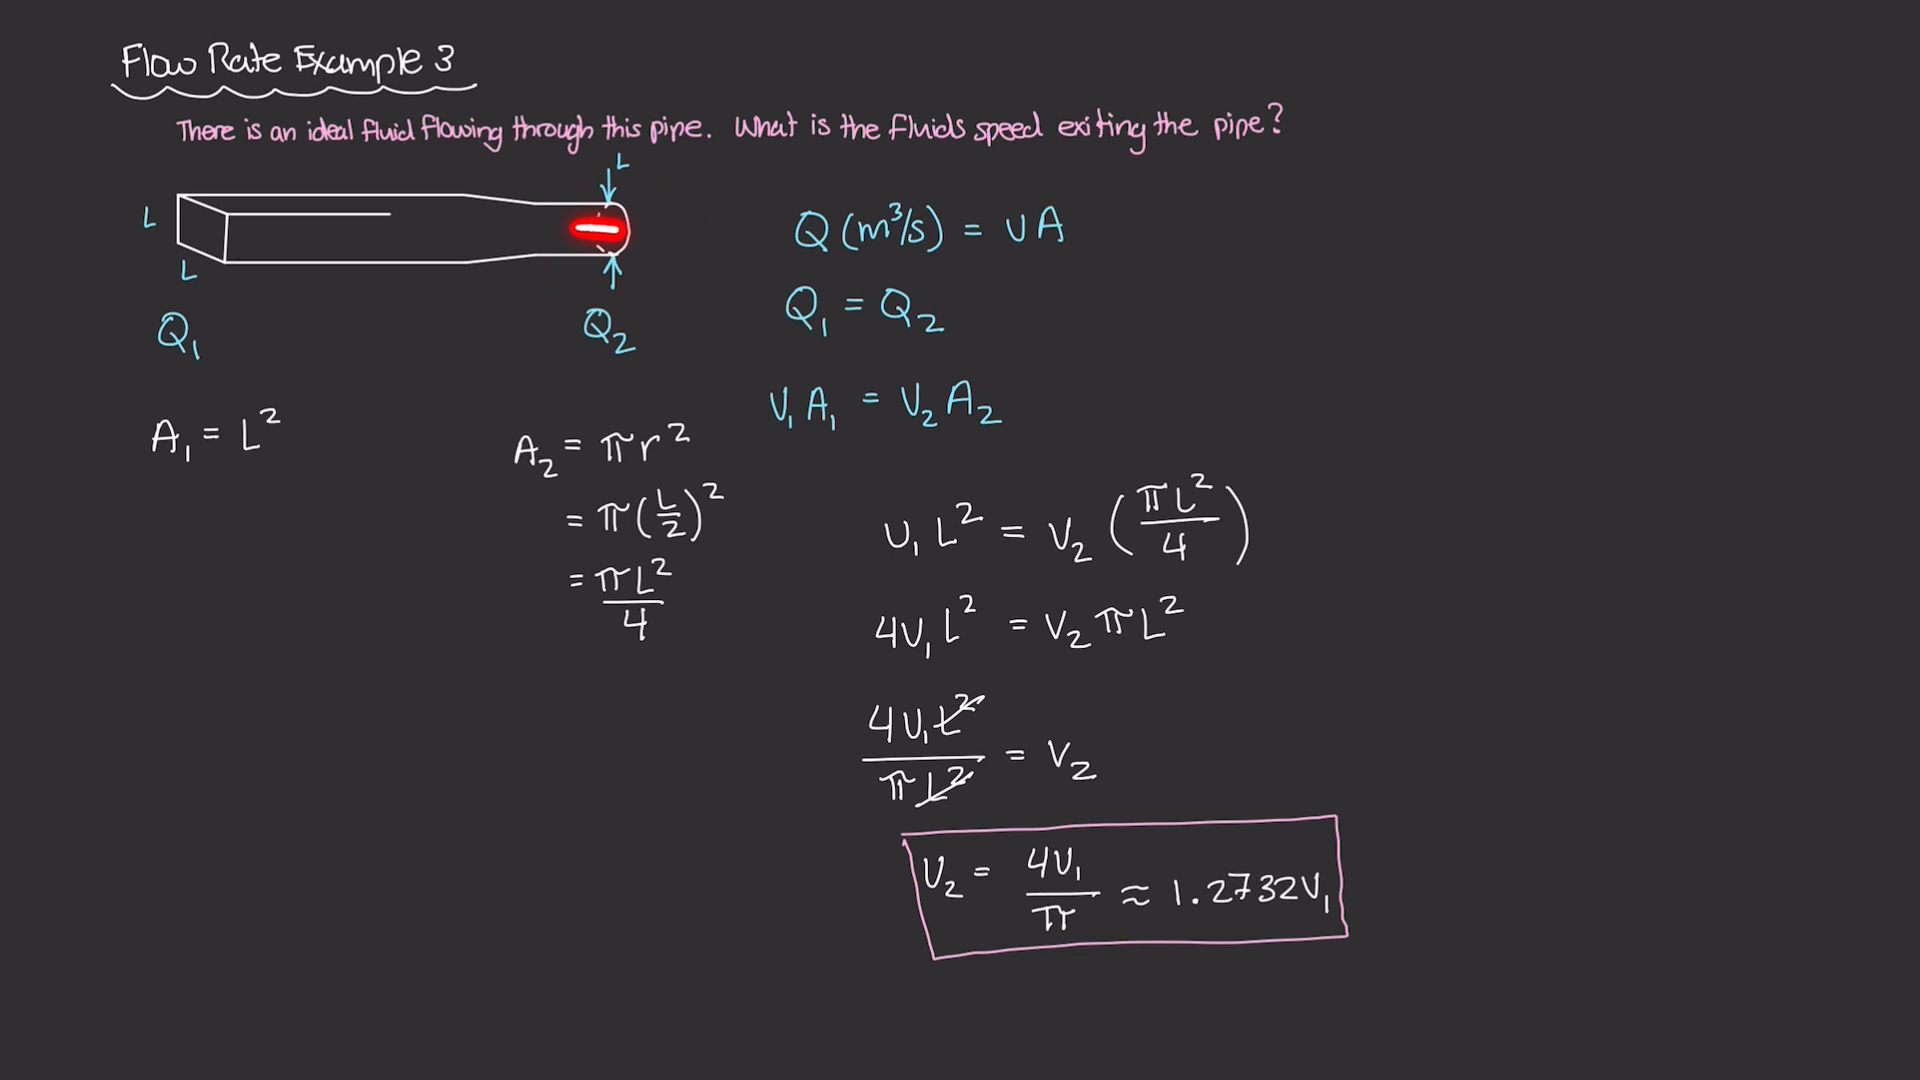 Flow Rate Example 3
There is an ideal fluid flowing through this pipe. What is the fluids speed exiting the pipe?
L
L
L
Q₁
Q₂
A₁ = L²
A₂ = πr²
= π(L/2)²
= πL²/4
Q (m³/s) = vA
Q₁ = Q₂
V₁A₁ = V₂A₂
v₁L² = V₂(πL²/4)
4v₁L² = V₂πL²
4v₁L²/πL² = V₂
V₂ = 4v₁/π ≈ 1.2732v₁